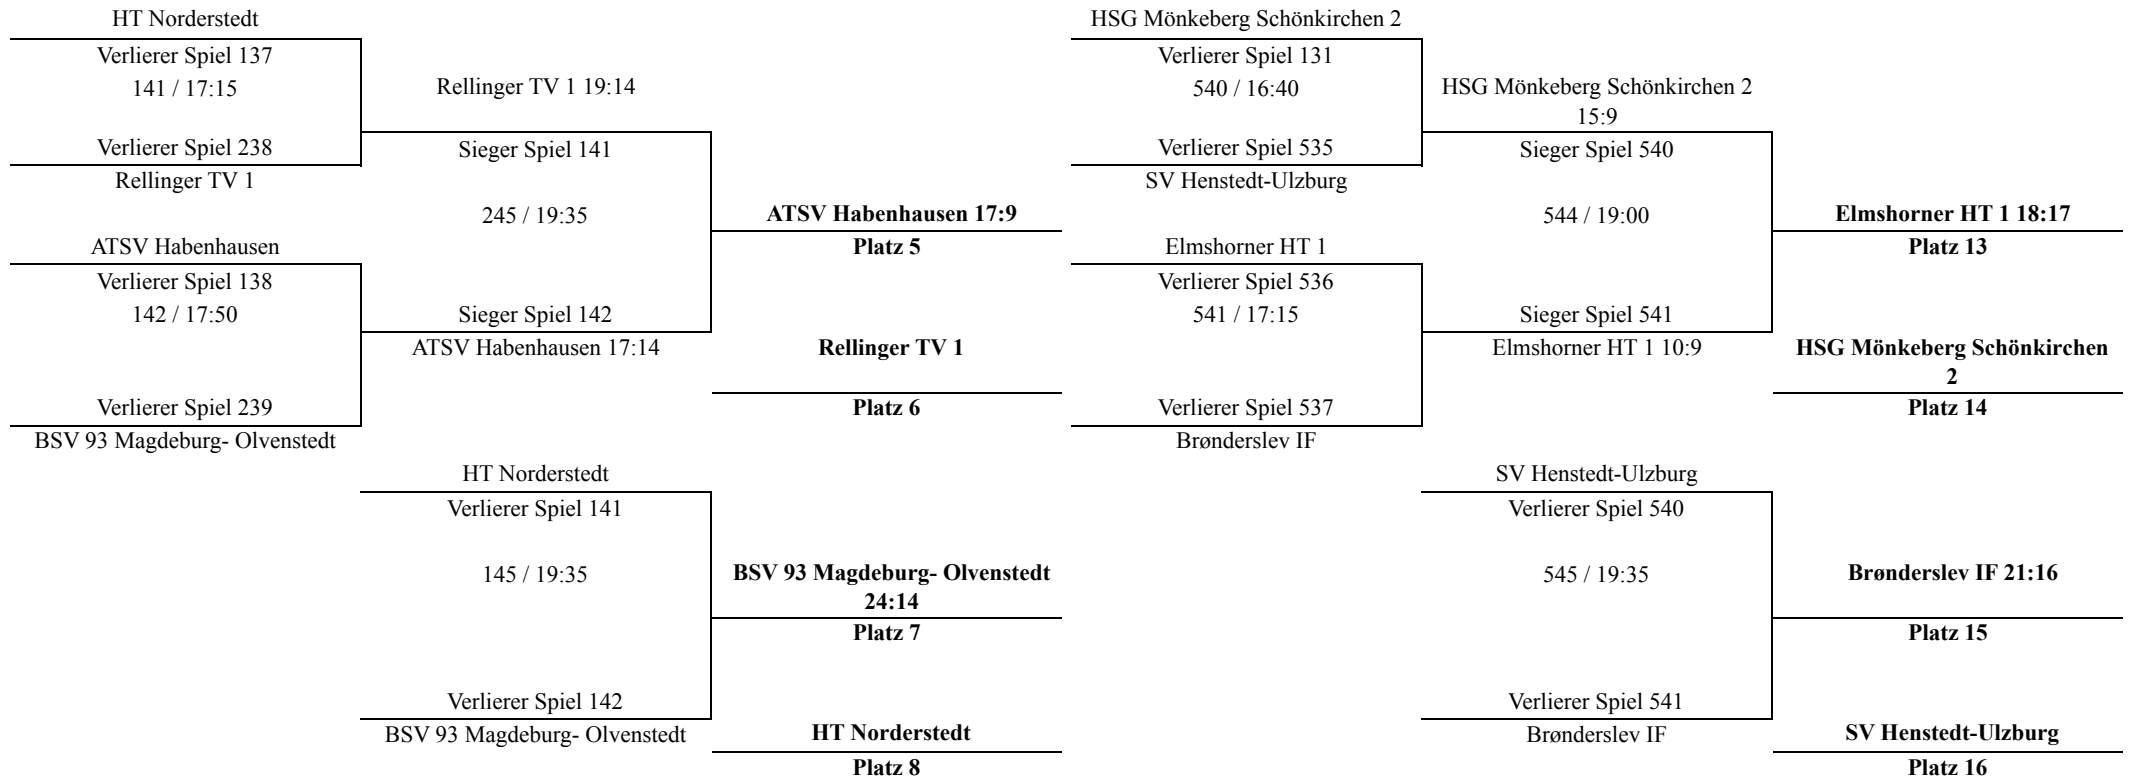 HT Norderstedt
Verlierer Spiel 137
141 / 17:15
Verlierer Spiel 238
Rellinger TV 1
ATSV Habenhausen
Verlierer Spiel 138
142 / 17:50
Verlierer Spiel 239
BSV 93 Magdeburg- Olvenstedt
Rellinger TV 1 19:14
Sieger Spiel 141
245 / 19:35
Sieger Spiel 142
ATSV Habenhausen 17:14
HT Norderstedt
Verlierer Spiel 141
145 / 19:35
Verlierer Spiel 142
BSV 93 Magdeburg- Olvenstedt
ATSV Habenhausen 17:9
Platz 5
Rellinger TV 1
Platz 6
BSV 93 Magdeburg- Olvenstedt
24:14
Platz 7
HT Norderstedt
Platz 8
HSG Mönkeberg Schönkirchen 2
Verlierer Spiel 131
540 / 16:40
Verlierer Spiel 535
SV Henstedt-Ulzburg
Elmshorner HT 1
Verlierer Spiel 536
541 / 17:15
Verlierer Spiel 537
Brønderslev IF
HSG Mönkeberg Schönkirchen 2
15:9
Sieger Spiel 540
544 / 19:00
Sieger Spiel 541
Elmshorner HT 1 10:9
SV Henstedt-Ulzburg
Verlierer Spiel 540
545 / 19:35
Verlierer Spiel 541
Brønderslev IF
Elmshorner HT 1 18:17
Platz 13
HSG Mönkeberg Schönkirchen
2
Platz 14
Brønderslev IF 21:16
Platz 15
SV Henstedt-Ulzburg
Platz 16